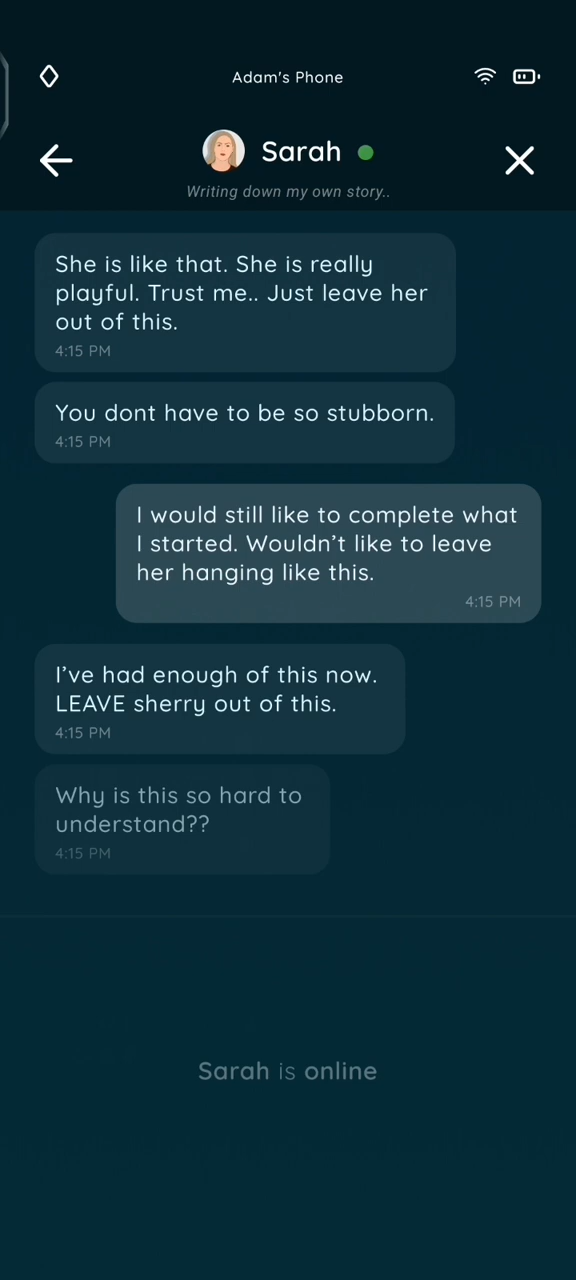 Adam's Phone
Sarah
Writing down my own story..
She is like that. She is really
playful. Trust me.. Just leave her
out of this.
4:15 PM
You dont have to be so stubborn.
4:15 PM
I would still like to complete what
I started. Wouldn’t like to leave
her hanging like this.
4:15 PM
I’ve had enough of this now.
LEAVE sherry out of this.
4:15 PM
Why is this so hard to
understand??
4:15 PM
Sarah is online